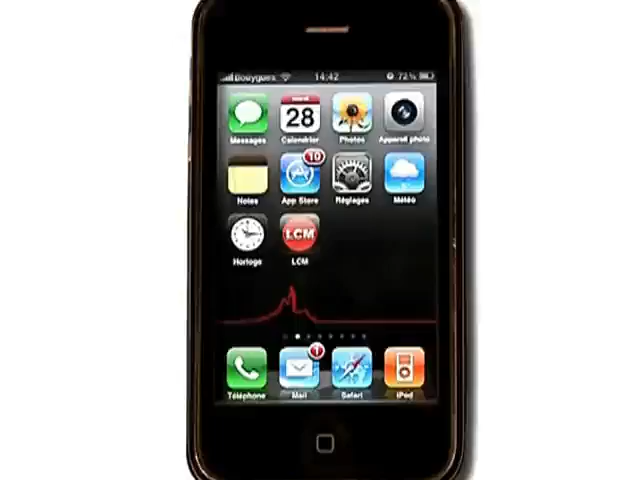 Bouygues 14:42 72%
28
Messages Calendrier Photos Appareil photo
10
Notes App Store Réglages Météo
LCM
Horloge LCM
1
Téléphone Mail Safari iPod